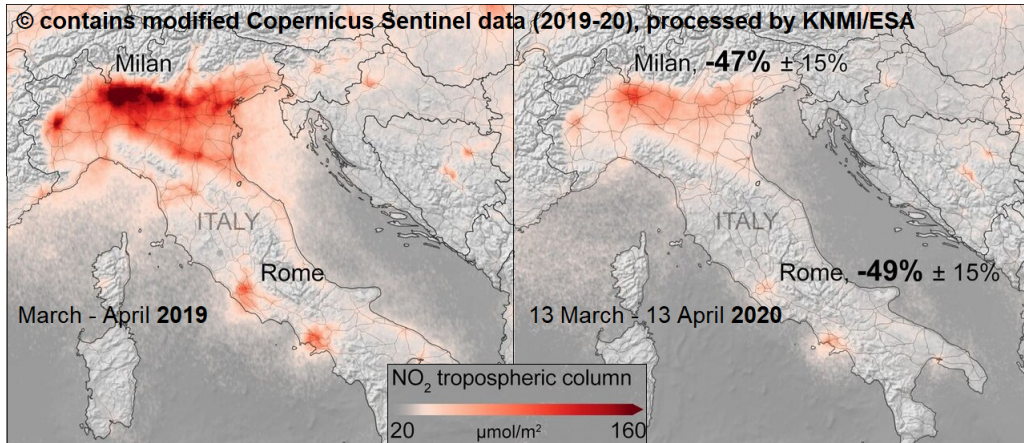 © contains modified Copernicus Sentinel data (2019-20), processed by KNMI/ESA
Milan
Milan, -47% ± 15%
ITALY
ITALY
Rome
Rome, -49% ± 15%
March - April 2019
13 March - 13 April 2020
NO₂ tropospheric column
20 μmol/m² 160